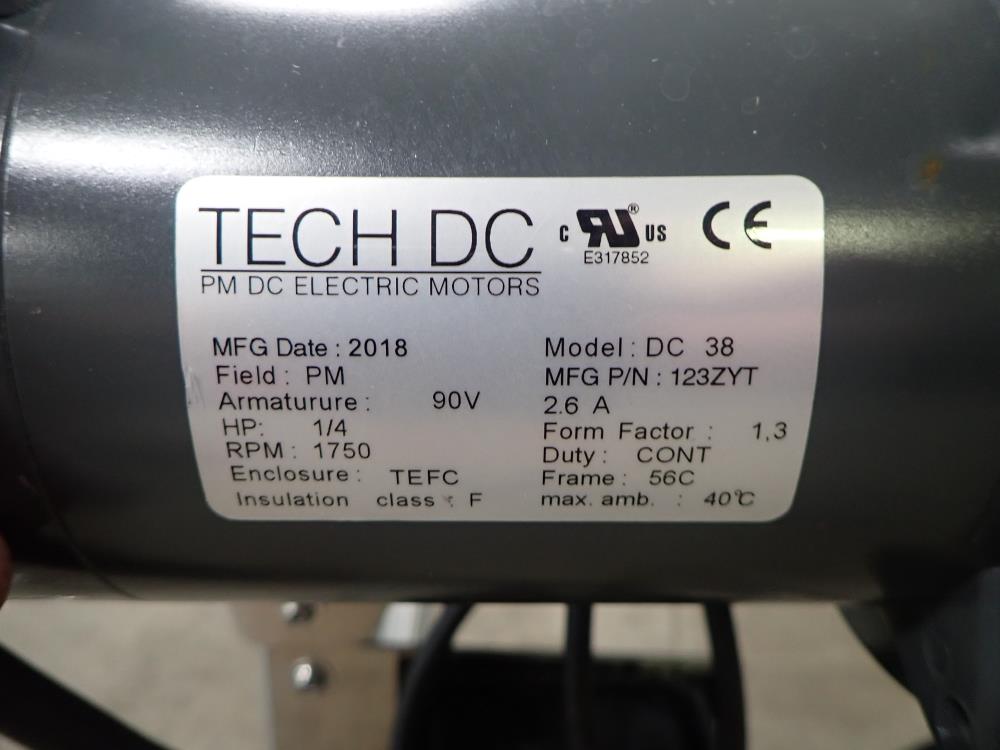 TECH DC
PM DC ELECTRIC MOTORS
C RU® US
E317852
CE
MFG Date : 2018
Field : PM
Armaturure : 90V
HP: 1/4
RPM : 1750
Enclosure : TEFC
Insulation class : F
Model : DC 38
MFG P/N : 123ZYT
2.6 A
Form Factor : 1,3
Duty : CONT
Frame : 56C
max. amb. : 40°C